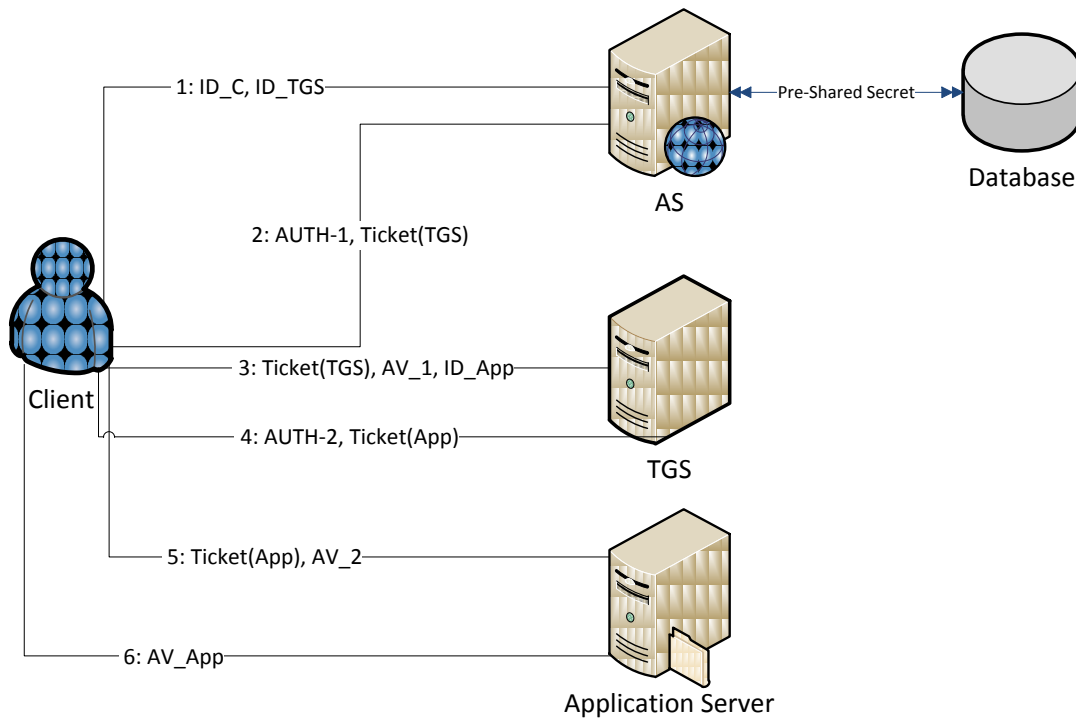 1: ID_C, ID_TGS
Pre-Shared Secret
AS
Database
2: AUTH-1, Ticket(TGS)
Client
3: Ticket(TGS), AV_1, ID_App
4: AUTH-2, Ticket(App)
TGS
5: Ticket(App), AV_2
6: AV_App
Application Server